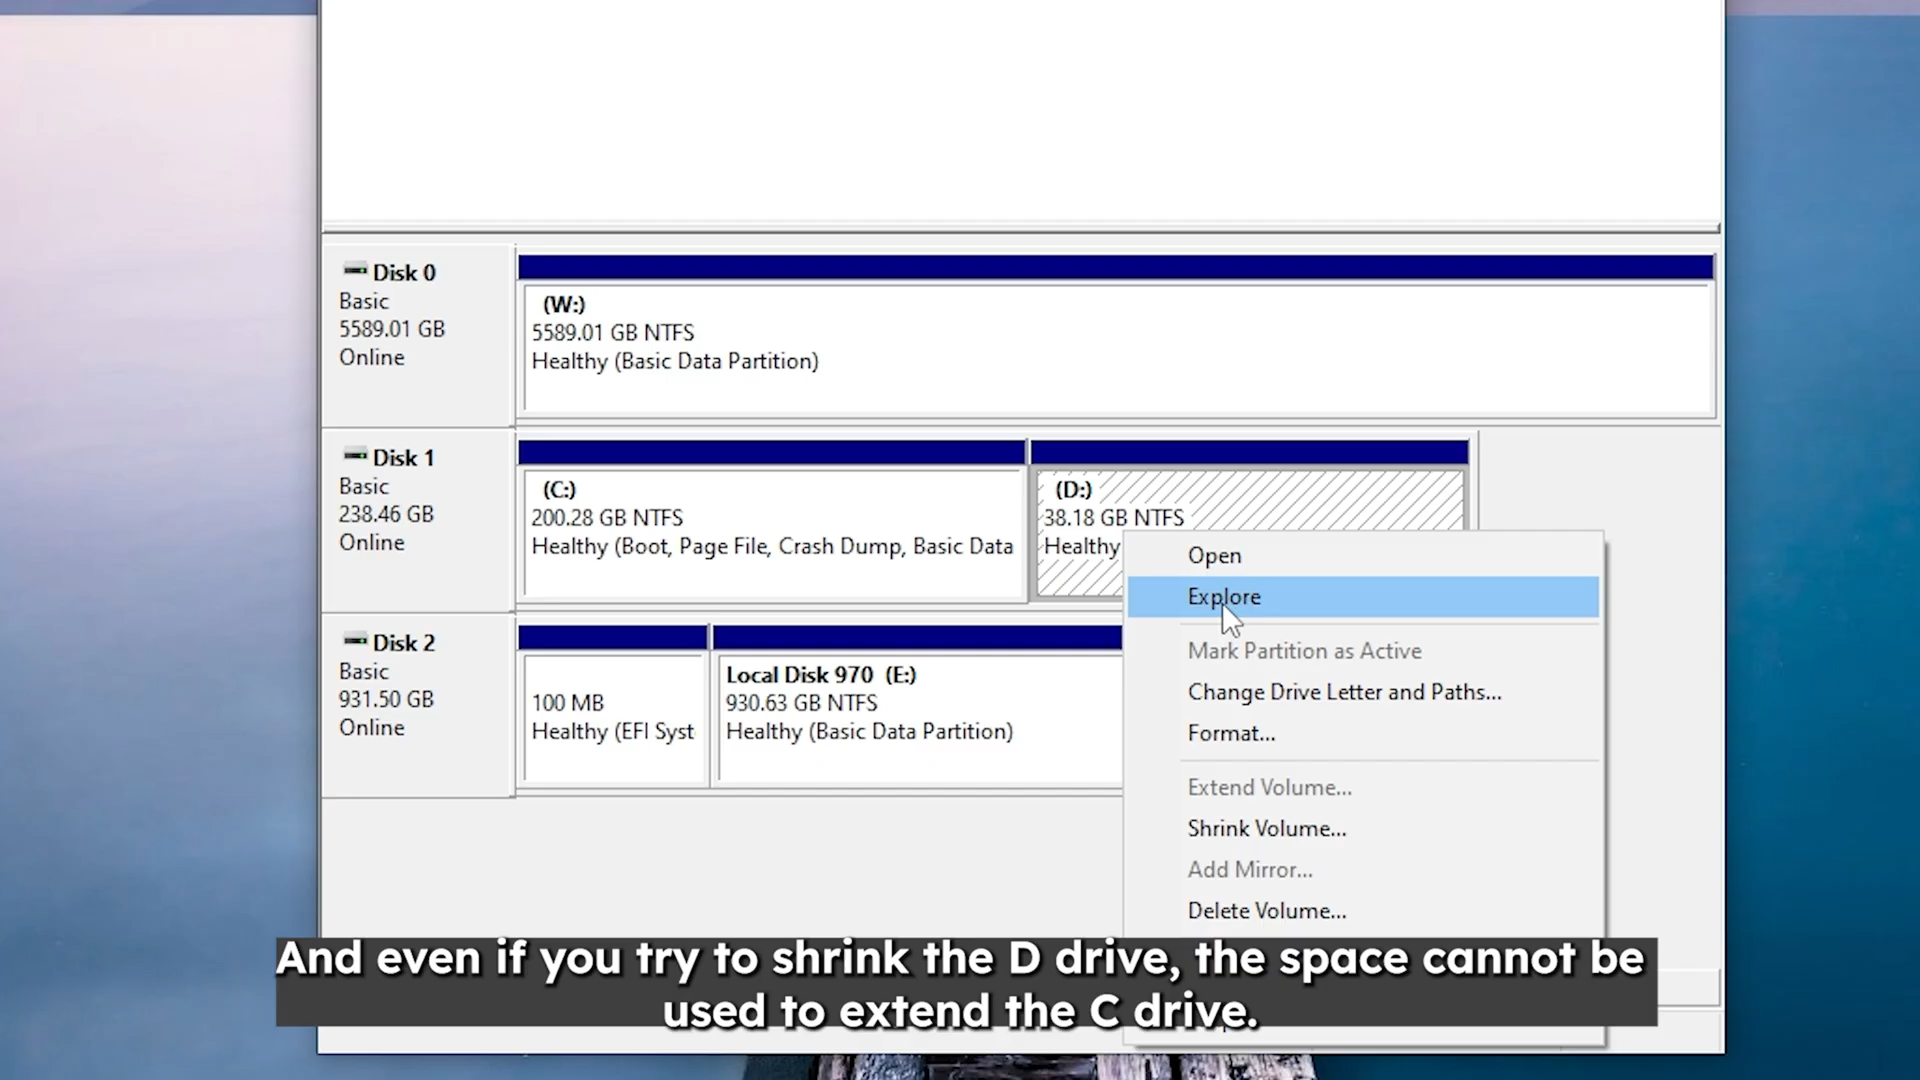 Disk 0
Basic
5589.01 GB
Online
(W:)
5589.01 GB NTFS
Healthy (Basic Data Partition)
Disk 1
Basic
238.46 GB
Online
(C:)
200.28 GB NTFS
Healthy (Boot, Page File, Crash Dump, Basic Data
(D:)
38.18 GB NTFS
Healthy
Disk 2
Basic
931.50 GB
Online
100 MB
Healthy (EFI Syst
Local Disk 970 (E:)
930.63 GB NTFS
Healthy (Basic Data Partition)
Open
Explore
Mark Partition as Active
Change Drive Letter and Paths...
Format...
Extend Volume...
Shrink Volume...
Add Mirror...
Delete Volume...
And even if you try to shrink the D drive, the space cannot be
used to extend the C drive.